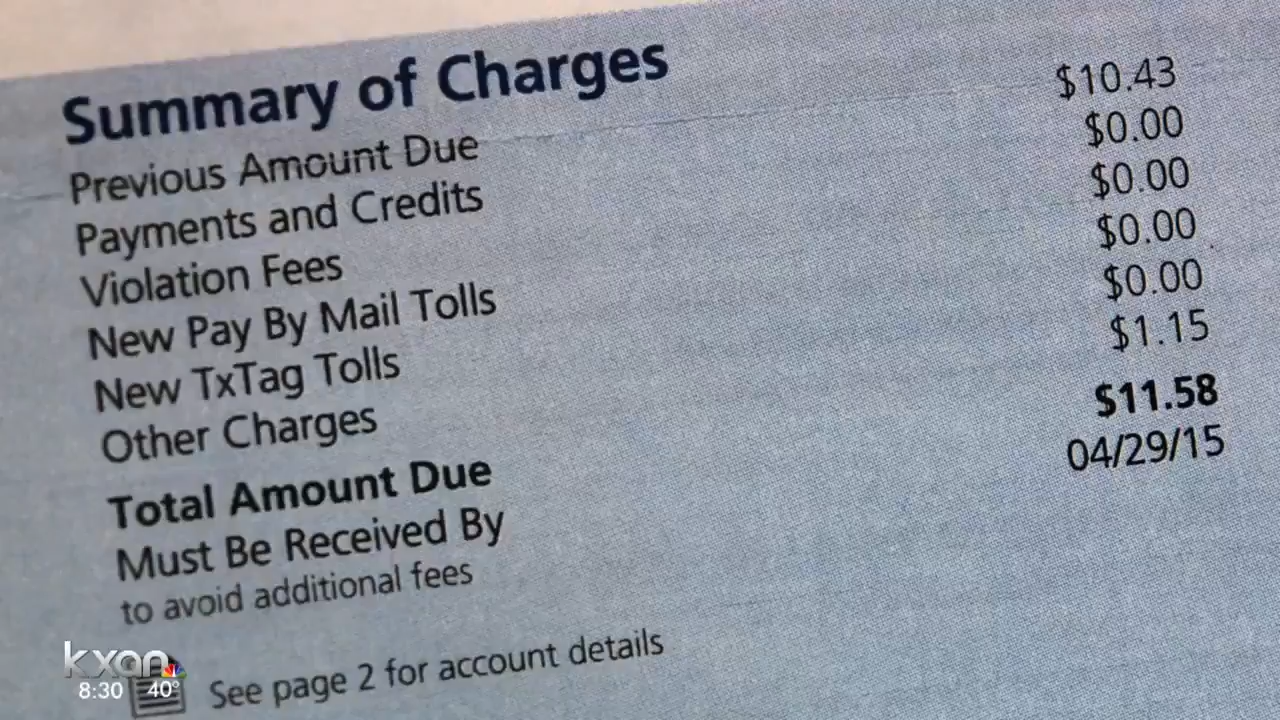 Summary of Charges
Previous Amount Due $10.43
Payments and Credits $0.00
Violation Fees $0.00
New Pay By Mail Tolls $0.00
New TxTag Tolls $0.00
Other Charges $1.15
Total Amount Due $11.58
Must Be Received By 04/29/15
to avoid additional fees
See page 2 for account details
kxan
8:30 40°